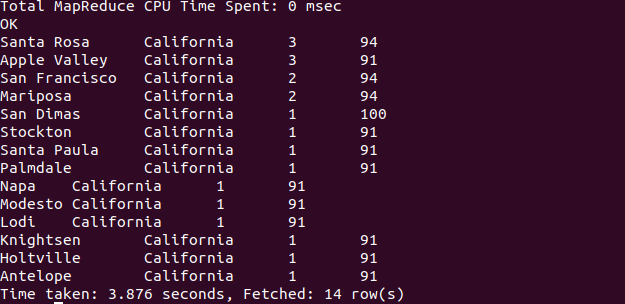 Total MapReduce CPU Time Spent: 0 msec
OK
Santa Rosa California 3 94
Apple Valley California 3 91
San Francisco California 2 94
Mariposa California 2 94
San Dimas California 1 100
Stockton California 1 91
Santa Paula California 1 91
Palmdale California 1 91
Napa California 1 91
Modesto California 1 91
Lodi California 1 91
Knightsen California 1 91
Holtville California 1 91
Antelope California 1 91
Time taken: 3.876 seconds, Fetched: 14 row(s)